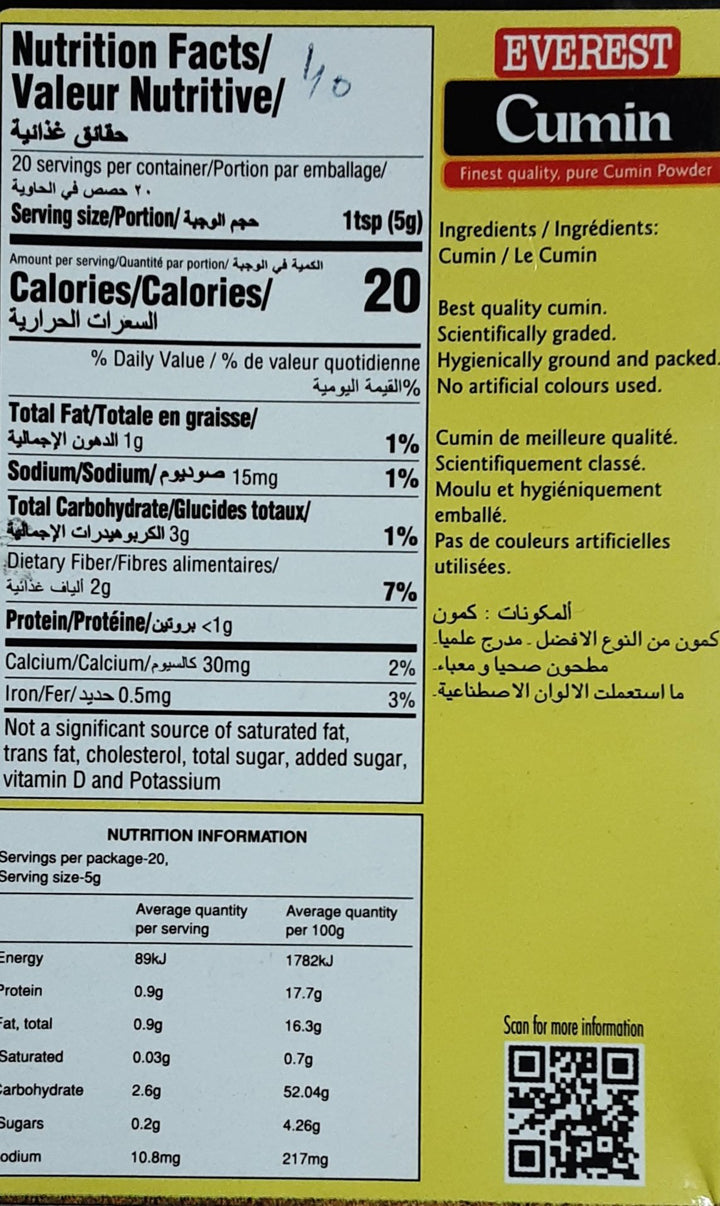 Nutrition Facts/
Valeur Nutritive/
حقائق غذائية
40
20 servings per container/Portion par emballage/
٢٠ حصص في الحاوية
Serving size/Portion/ حجم الوجبة 1tsp (5g)
Amount per serving/Quantité par portion/ الكمية في الوجبة
Calories/Calories/ 20
السعرات الحرارية
% Daily Value / % de valeur quotidienne
%القيمة اليومية
Total Fat/Totale en graisse/
الدهون الإجمالية 1g 1%
Sodium/Sodium/ صوديوم 15mg 1%
Total Carbohydrate/Glucides totaux/
الكربوهيدرات الإجمالية 3g 1%
Dietary Fiber/Fibres alimentaires/
ألياف غذائية 2g 7%
Protein/Protéine/بروتين <1g
Calcium/Calcium/كالسيوم 30mg 2%
Iron/Fer/ حديد 0.5mg 3%
Not a significant source of saturated fat,
trans fat, cholesterol, total sugar, added sugar,
vitamin D and Potassium
NUTRITION INFORMATION
Servings per package-20,
Serving size-5g
Average quantity per serving Average quantity per 100g
Energy 89kJ 1782kJ
Protein 0.9g 17.7g
Fat, total 0.9g 16.3g
Saturated 0.03g 0.7g
Carbohydrate 2.6g 52.04g
Sugars 0.2g 4.26g
odium 10.8mg 217mg
EVEREST
Cumin
Finest quality, pure Cumin Powder
Ingredients / Ingrédients:
Cumin / Le Cumin
Best quality cumin.
Scientifically graded.
Hygienically ground and packed.
No artificial colours used.
Cumin de meilleure qualité.
Scientifiquement classé.
Moulu et hygiéniquement
emballé.
Pas de couleurs artificielles
utilisées.
ألمكونات : كمون
كمون من النوع الافضل. مدرج علميا.
مطحون صحيا و معباء.
ما استعملت الالوان الاصطناعية.
Scan for more information